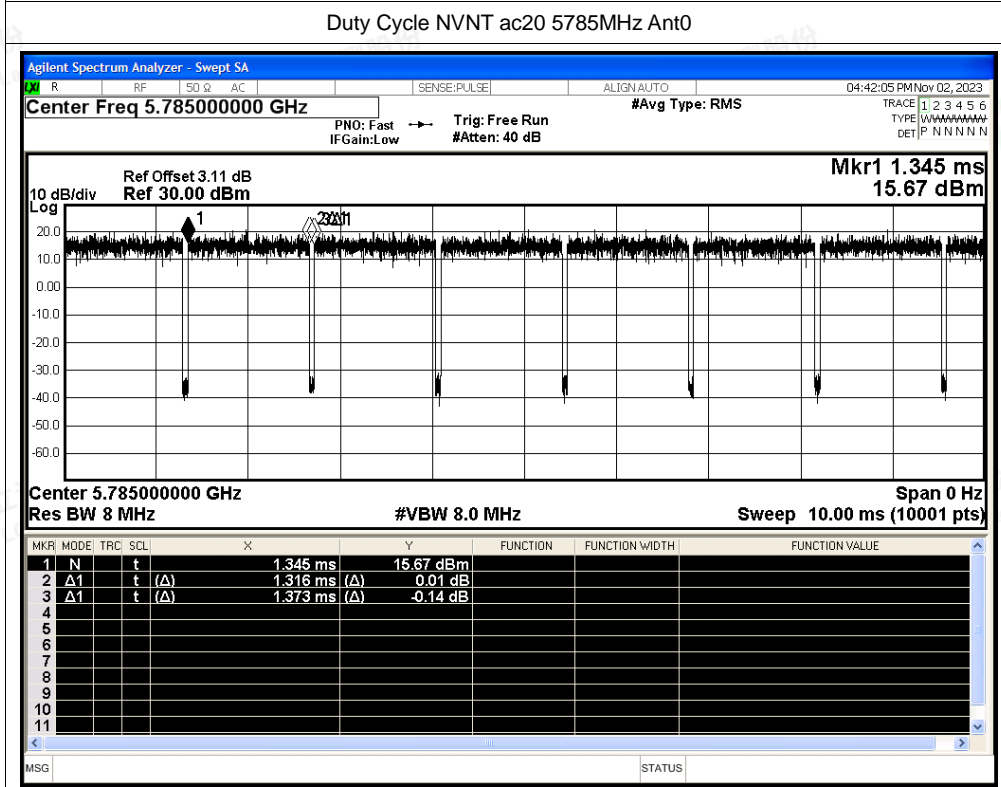 Duty Cycle NVNT ac20 5785MHz Ant0
Agilent Spectrum Analyzer - Swept SA
LXI R RF 50 Ω AC SENSE:PULSE ALIGN AUTO 04:42:05 PM Nov 02, 2023
Center Freq 5.785000000 GHz #Avg Type: RMS TRACE 1 2 3 4 5 6
PNO: Fast Trig: Free Run TYPE WWWWWW
IFGain:Low #Atten: 40 dB DET P N N N N N
Mkr1 1.345 ms
Ref Offset 3.11 dB
10 dB/div Ref 30.00 dBm 15.67 dBm
Log
1
20.0
10.0
0.00
-10.0
-20.0
-30.0
-40.0
-50.0
-60.0
Center 5.785000000 GHz Span 0 Hz
Res BW 8 MHz #VBW 8.0 MHz Sweep 10.00 ms (10001 pts)
MKR MODE TRC SCL X Y FUNCTION FUNCTION WIDTH FUNCTION VALUE
1 N t 1.345 ms 15.67 dBm
2 Δ1 t (Δ) 1.316 ms (Δ) 0.01 dB
3 Δ1 t (Δ) 1.373 ms (Δ) -0.14 dB
4
5
6
7
8
9
10
11
MSG STATUS